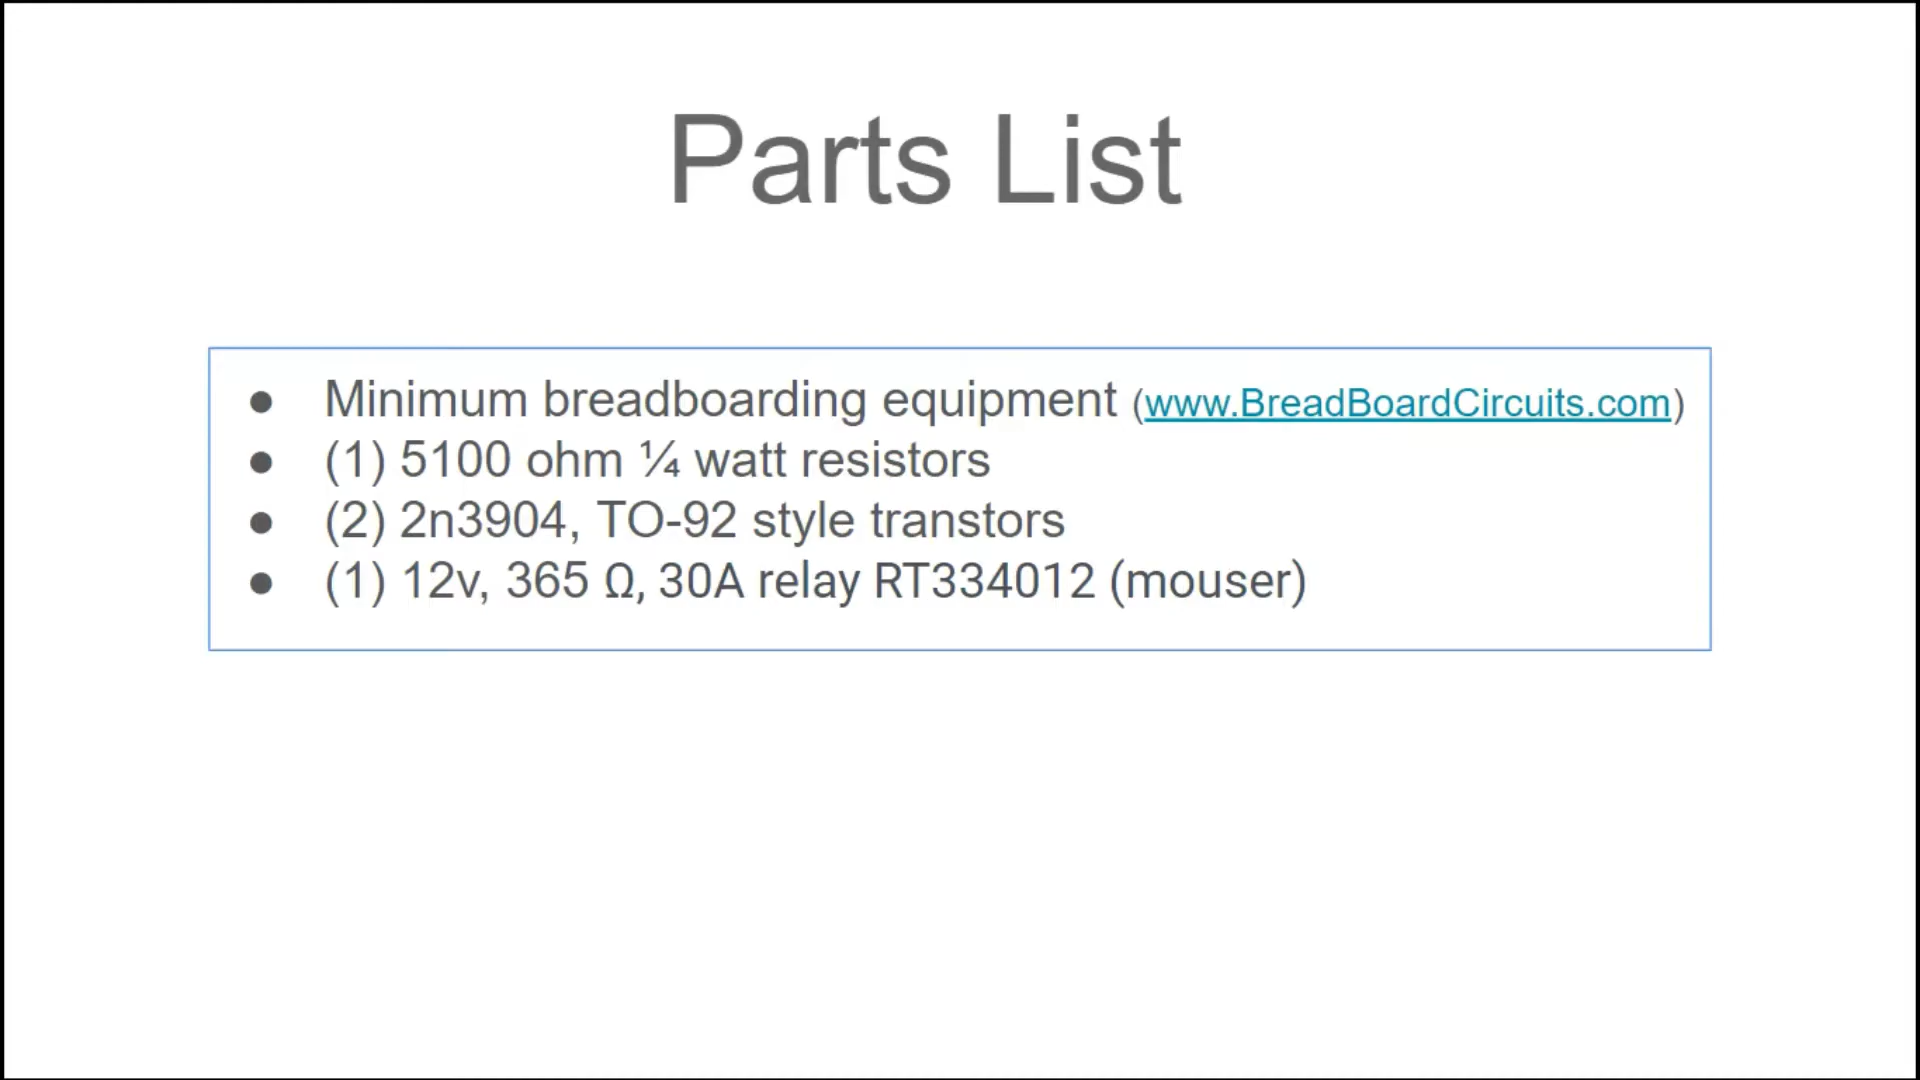 Parts List
● Minimum breadboarding equipment (www.BreadBoardCircuits.com)
● (1) 5100 ohm ¼ watt resistors
● (2) 2n3904, TO-92 style transtors
● (1) 12v, 365 Ω, 30A relay RT334012 (mouser)